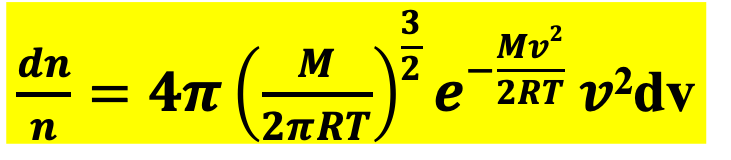 dn/n = 4π (M/2πRT)^(3/2) e^(−Mv²/2RT) v²dv